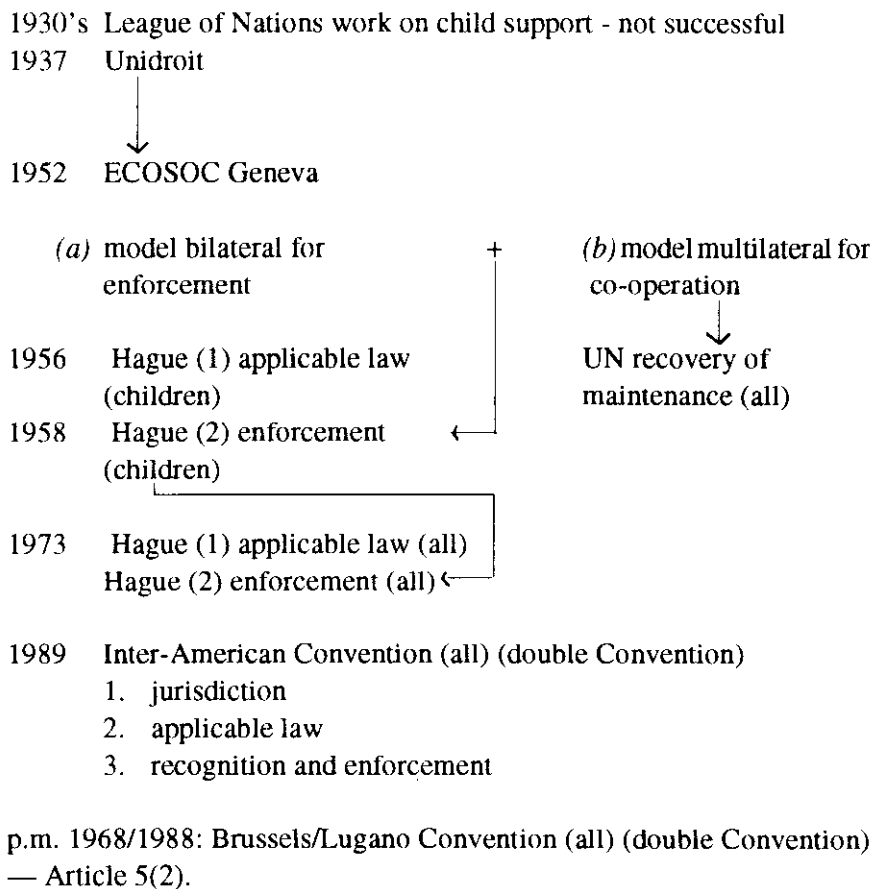 1930's League of Nations work on child support - not successful
1937 Unidroit
1952 ECOSOC Geneva
(a) model bilateral for + (b) model multilateral for
enforcement co-operation
1956 Hague (1) applicable law UN recovery of
(children) maintenance (all)
1958 Hague (2) enforcement
(children)
1973 Hague (1) applicable law (all)
Hague (2) enforcement (all)
1989 Inter-American Convention (all) (double Convention)
1. jurisdiction
2. applicable law
3. recognition and enforcement
p.m. 1968/1988: Brussels/Lugano Convention (all) (double Convention)
— Article 5(2).